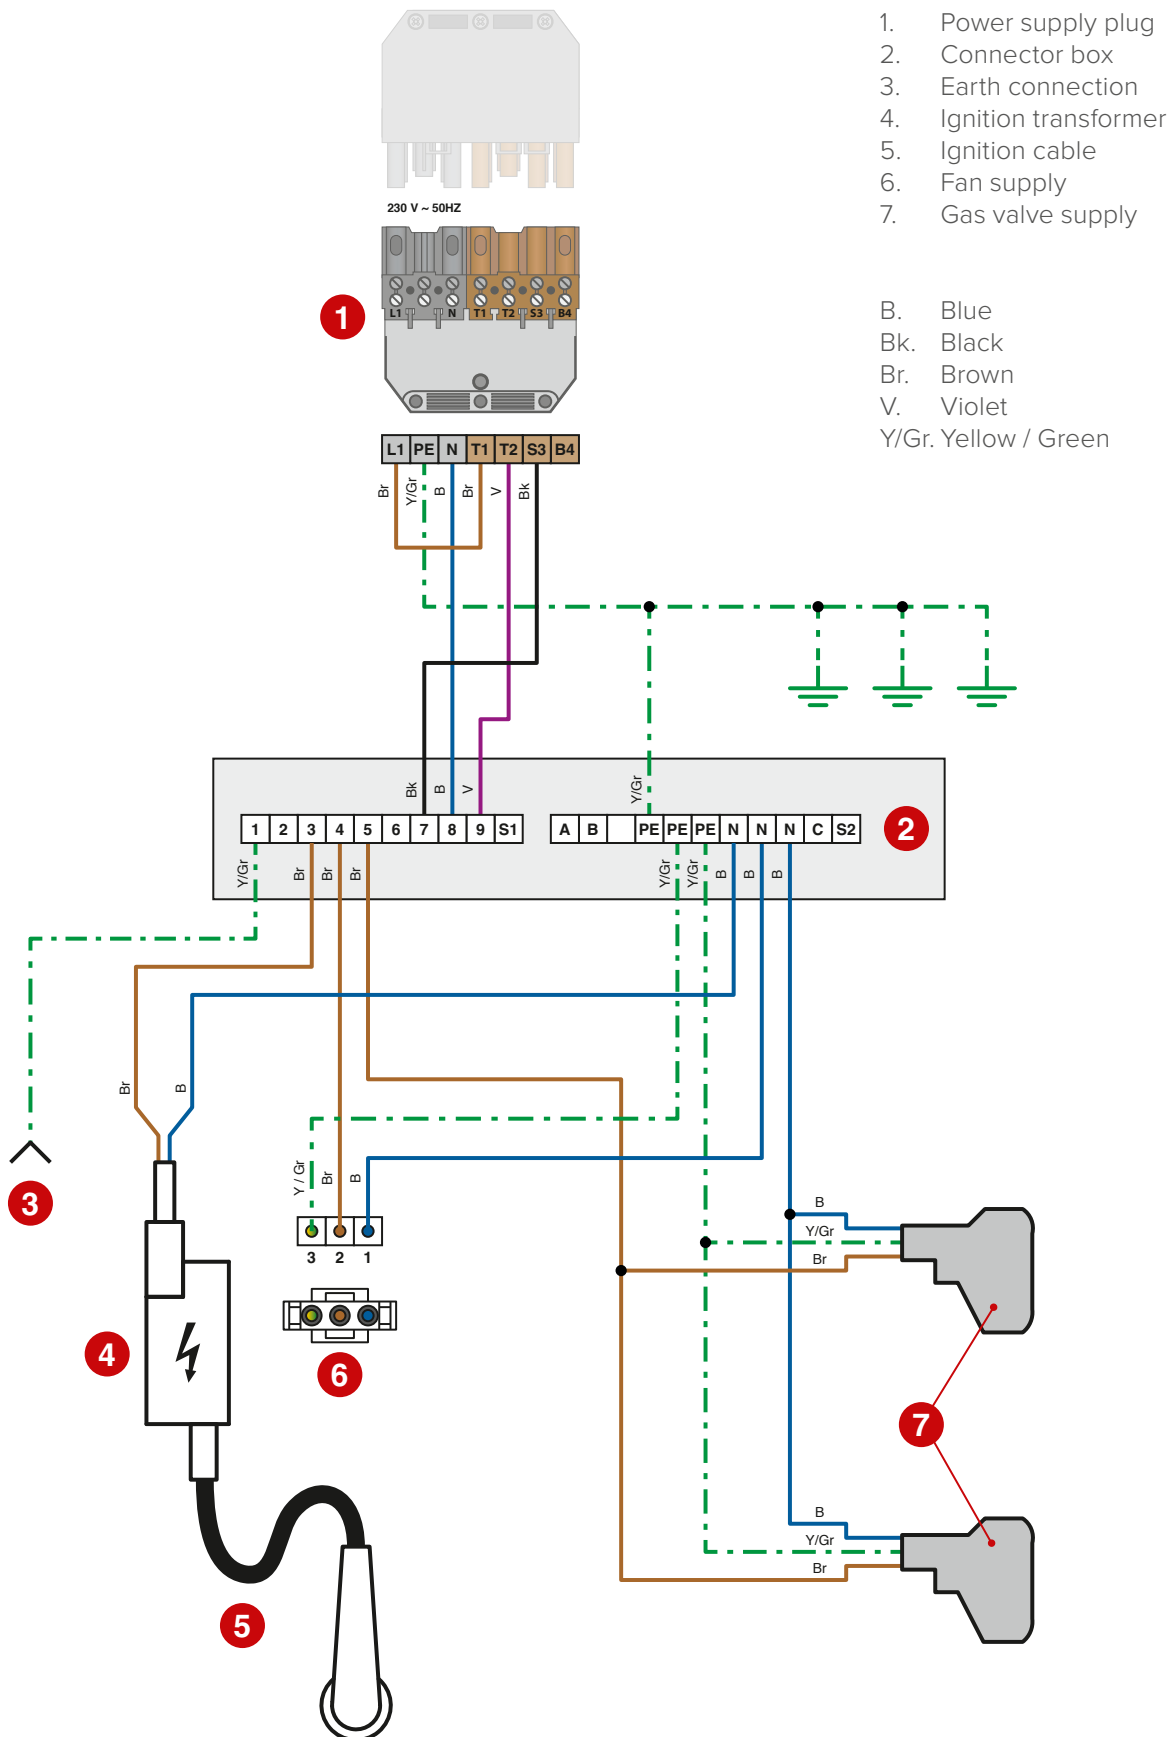 1. Power supply plug
2. Connector box
3. Earth connection
4. Ignition transformer
5. Ignition cable
6. Fan supply
7. Gas valve supply
230 V ~ 50HZ
B. Blue
Bk. Black
Br. Brown
V. Violet
Y/Gr. Yellow / Green
1
L1 N T1 T2 S3 B4
L1 PE N T1 T2 S3 B4
Br Y/Gr B Br V Bk
Bk B V Y/Gr
1 2 3 4 5 6 7 8 9 S1 A B PE PE PE N N N C S2
2
Y/Gr Br Br Br Y/Gr Y/Gr B B B
Br B
3
Y / Gr Br B
3 2 1
B
Y/Gr
Br
4
6
7
B
Y/Gr
Br
5